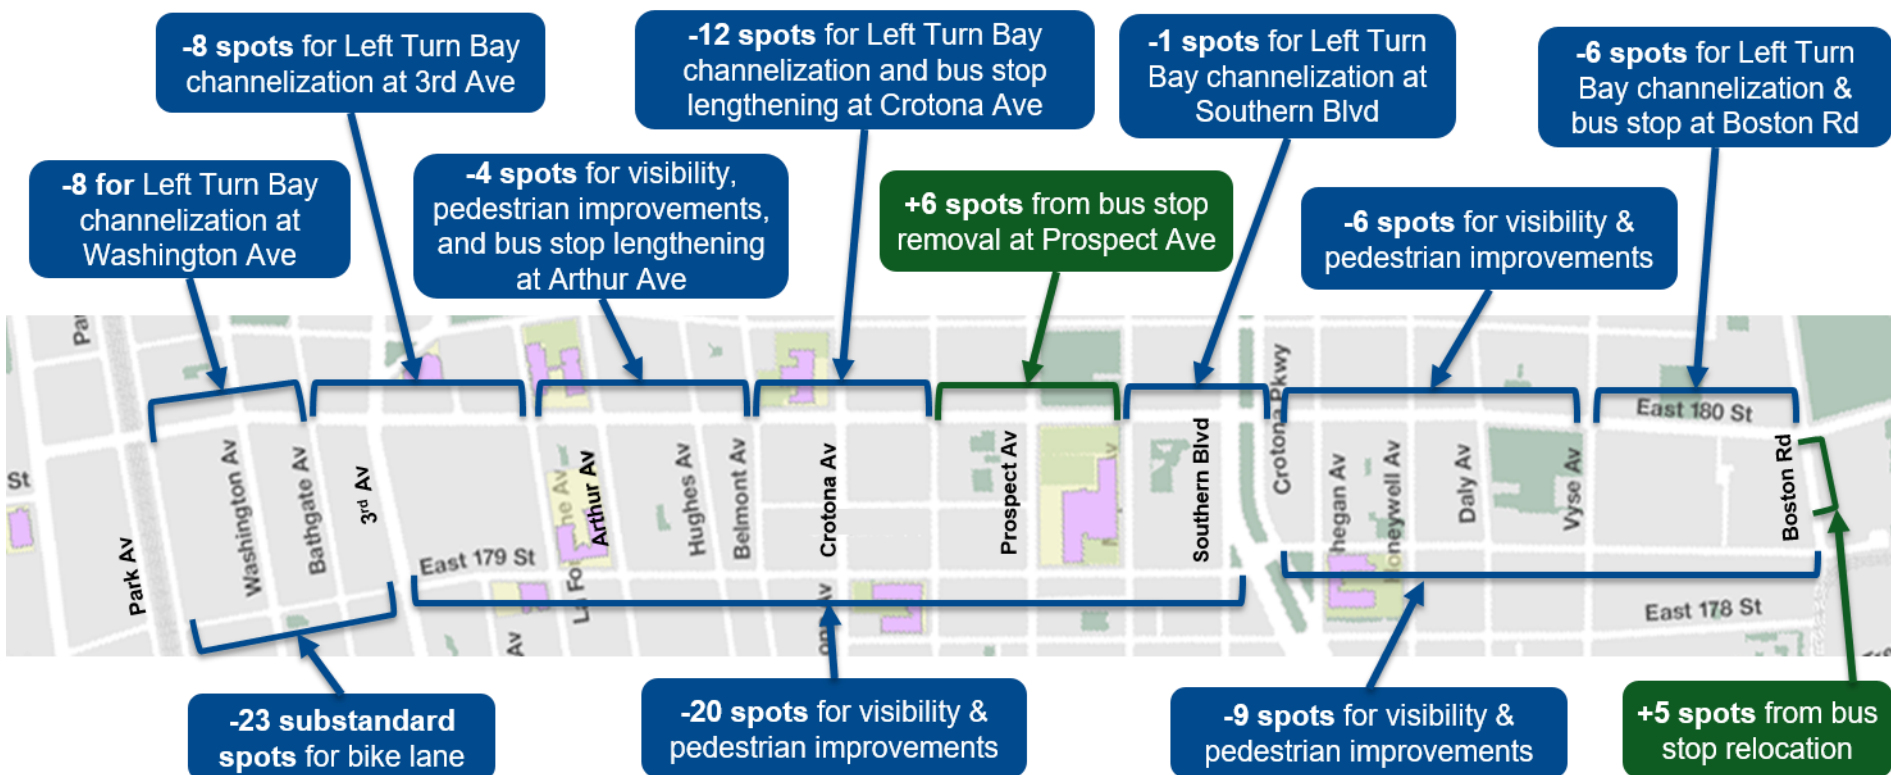 -8 spots for Left Turn Bay
channelization at 3rd Ave
-12 spots for Left Turn Bay
channelization and bus stop
lengthening at Crotona Ave
-1 spots for Left Turn
Bay channelization at
Southern Blvd
-6 spots for Left Turn
Bay channelization &
bus stop at Boston Rd
-8 for Left Turn Bay
channelization at
Washington Ave
-4 spots for visibility,
pedestrian improvements,
and bus stop lengthening
at Arthur Ave
+6 spots from bus stop
removal at Prospect Ave
-6 spots for visibility &
pedestrian improvements
East 180 St
St
Park Av
Washington Av
Bathgate Av
3rd Av
Arthur Av
Hughes Av
Belmont Av
Crotona Av
Prospect Av
Southern Blvd
Crotona Pkwy
Daly Av
Vyse Av
Boston Rd
East 179 St
Av
East 178 St
-23 substandard
spots for bike lane
-20 spots for visibility &
pedestrian improvements
-9 spots for visibility &
pedestrian improvements
+5 spots from bus
stop relocation